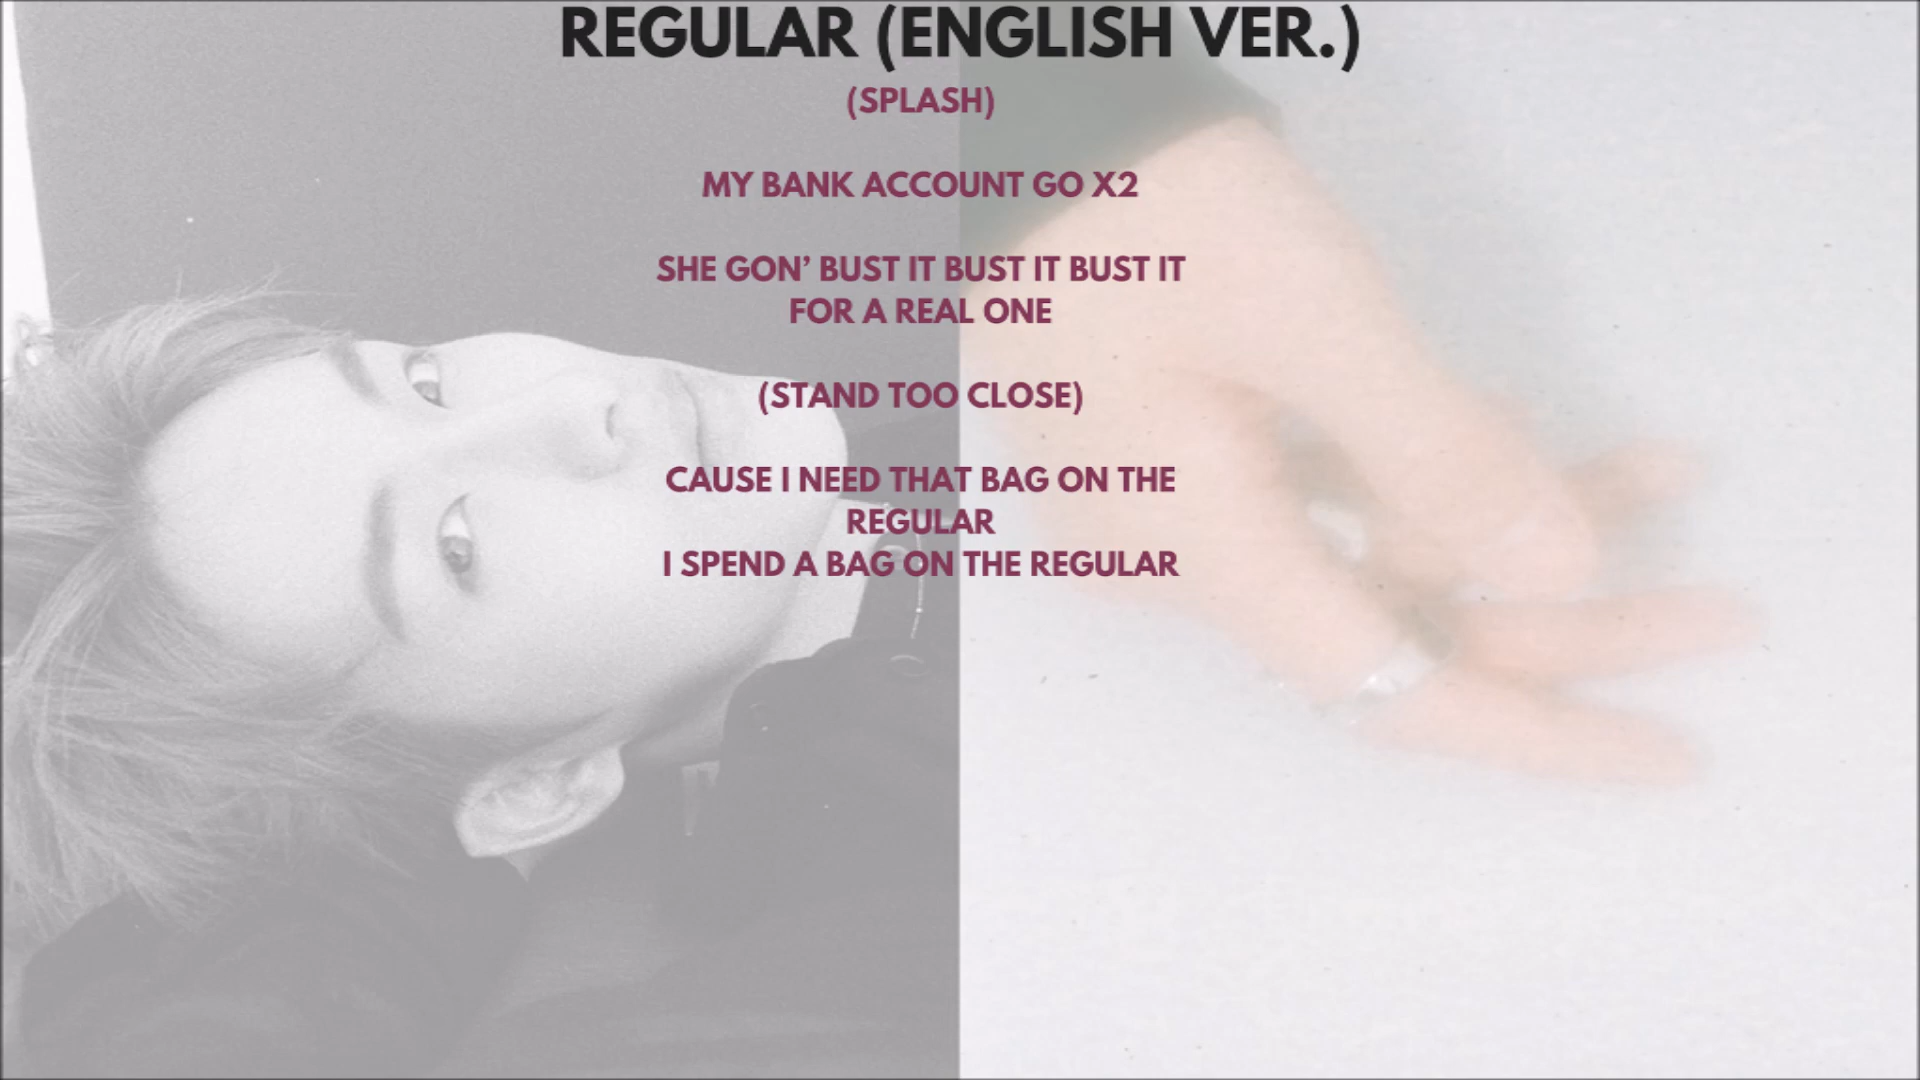 REGULAR (ENGLISH VER.)
(SPLASH)
MY BANK ACCOUNT GO X2
SHE GON’ BUST IT BUST IT BUST IT
FOR A REAL ONE
(STAND TOO CLOSE)
CAUSE I NEED THAT BAG ON THE
REGULAR
I SPEND A BAG ON THE REGULAR